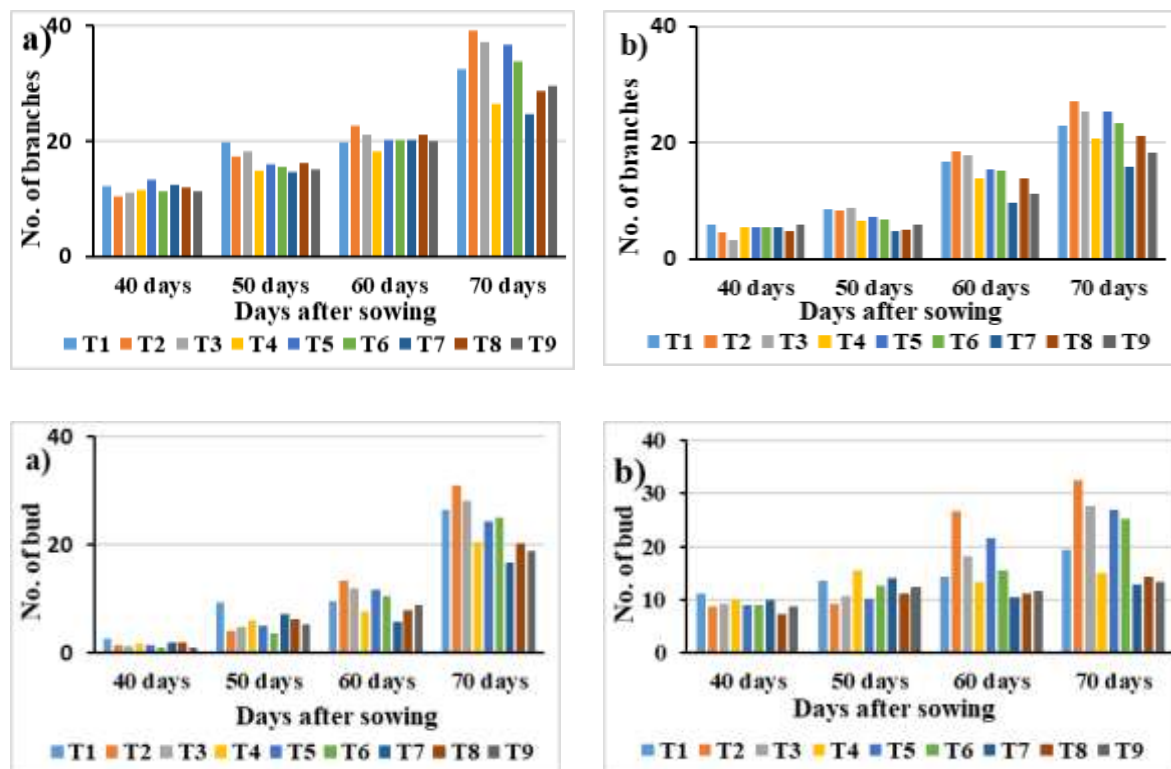 a)
No. of branches
40
20
0
40 days 50 days 60 days 70 days
Days after sowing
T1 T2 T3 T4 T5 T6 T7 T8 T9
b)
No. of branches
40
20
0
40 days 50 days 60 days 70 days
Days after sowing
T1 T2 T3 T4 T5 T6 T7 T8 T9
a)
No. of bud
40
20
0
40 days 50 days 60 days 70 days
Days after sowing
T1 T2 T3 T4 T5 T6 T7 T8 T9
b)
No. of bud
40
30
20
10
0
40 days 50 days 60 days 70 days
Days after sowing
T1 T2 T3 T4 T5 T6 T7 T8 T9